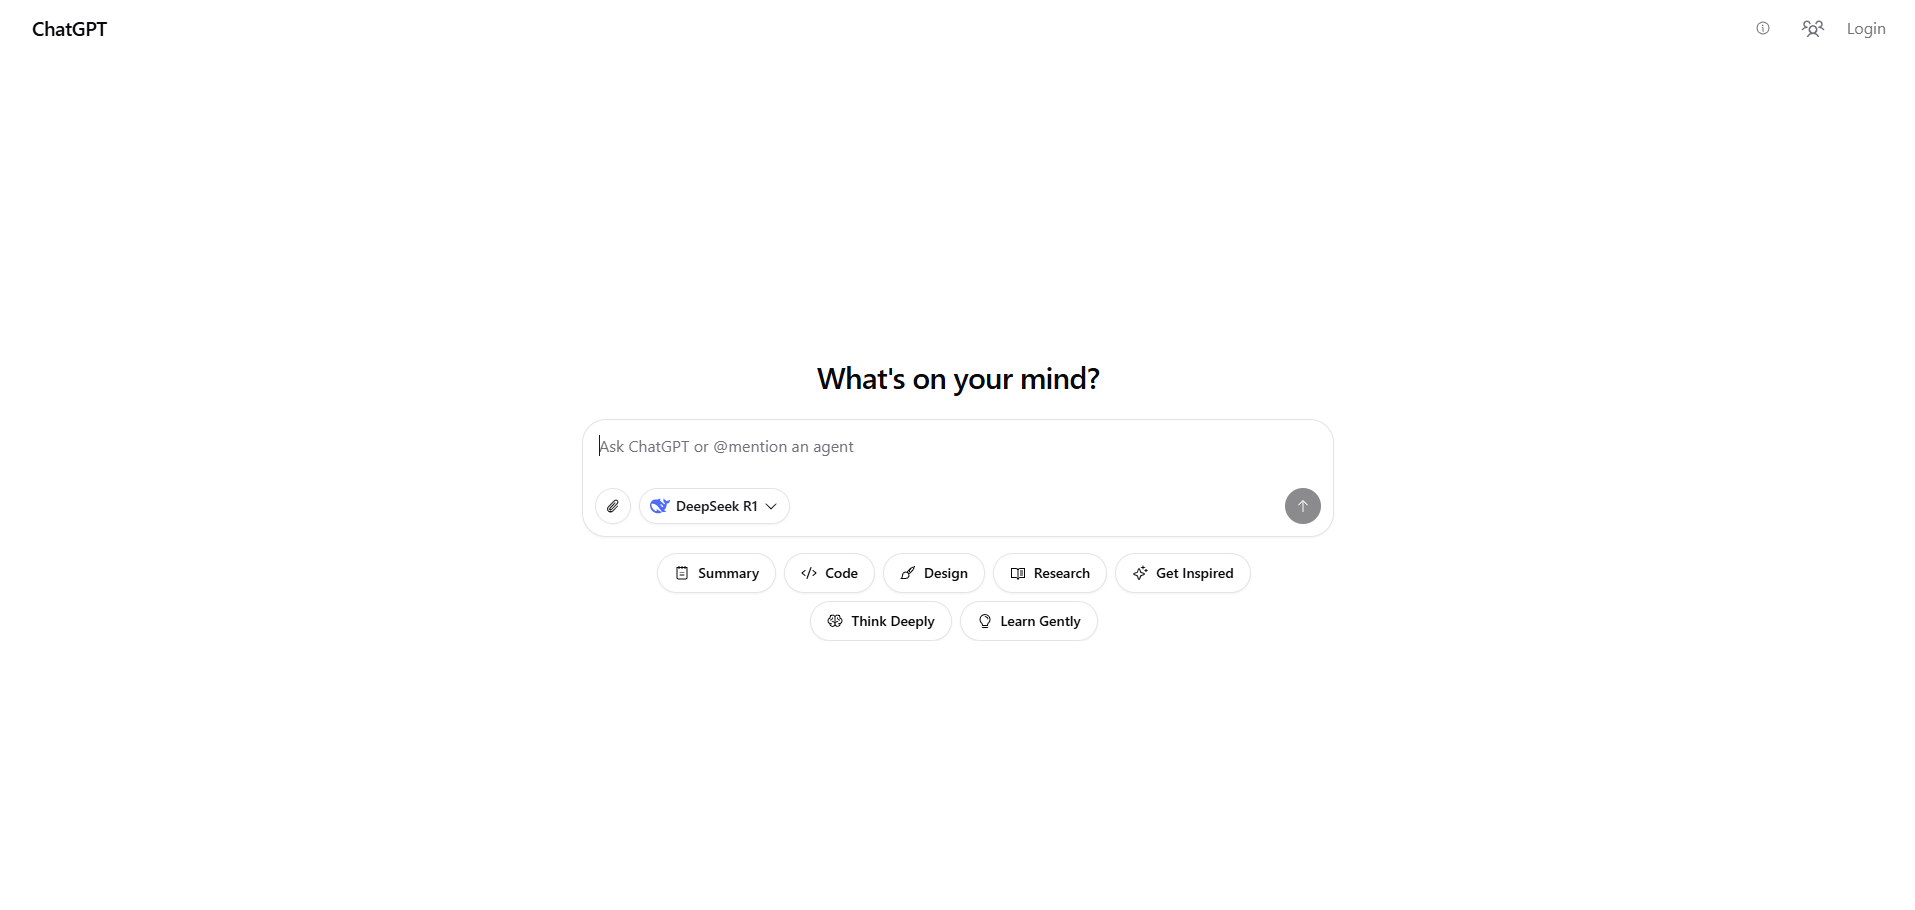 ChatGPT
Login
What's on your mind?
Ask ChatGPT or @mention an agent
DeepSeek R1
Summary
Code
Design
Research
Get Inspired
Think Deeply
Learn Gently